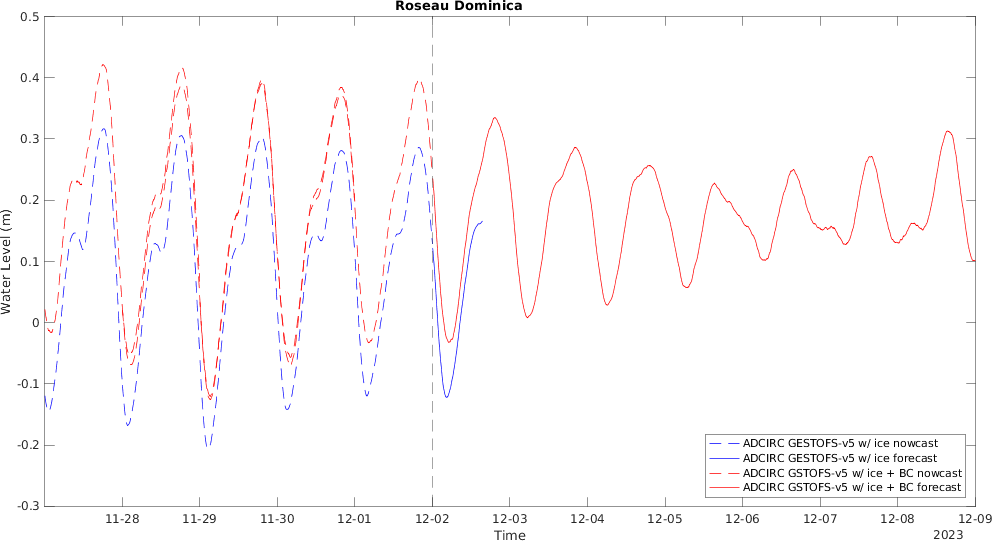 Roseau Dominica
0.5
0.4
0.3
0.2
0.1
0
-0.1
-0.2
-0.3
Water Level (m)
ADCIRC GESTOFS-v5 w/ ice nowcast
ADCIRC GESTOFS-v5 w/ ice forecast
ADCIRC GSTOFS-v5 w/ ice + BC nowcast
ADCIRC GSTOFS-v5 w/ ice + BC forecast
11-28 11-29 11-30 12-01 12-02 12-03 12-04 12-05 12-06 12-07 12-08 12-09
Time
2023